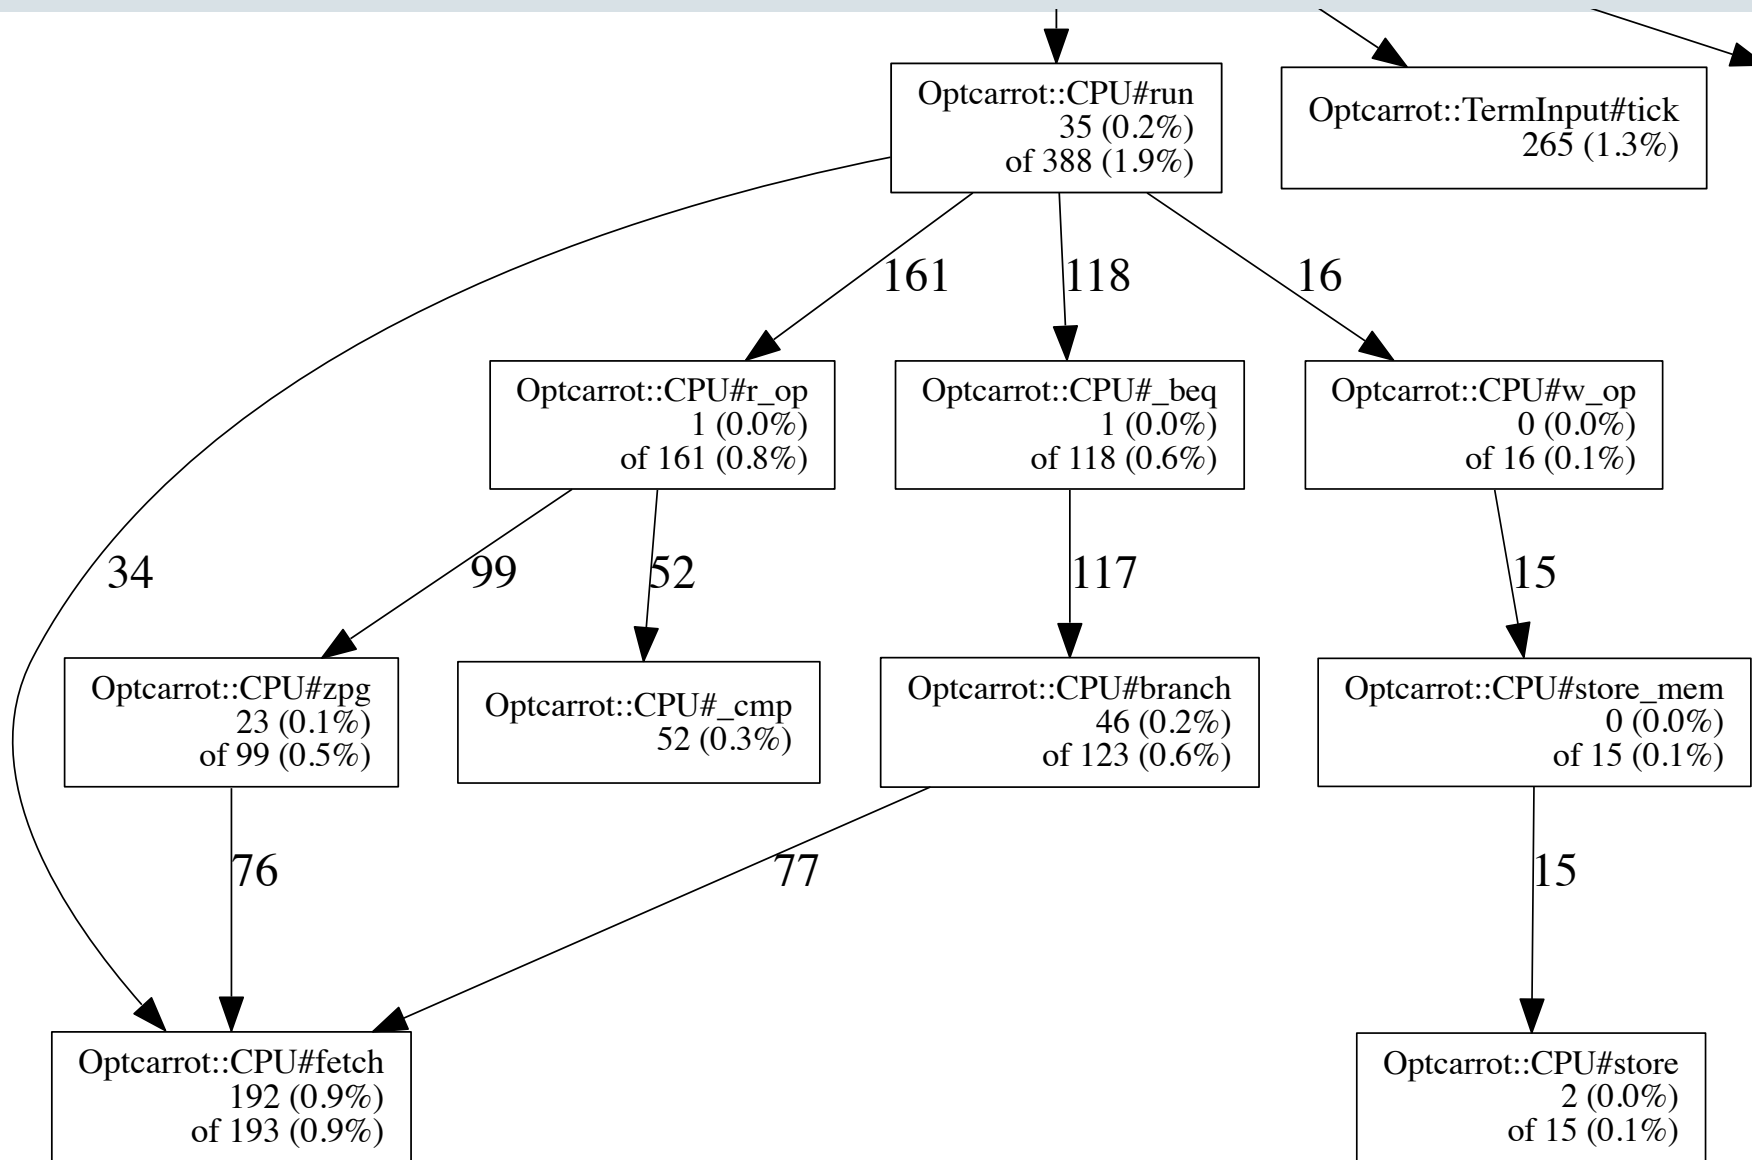 Optcarrot::CPU#run
35 (0.2%)
of 388 (1.9%)
Optcarrot::TermInput#tick
265 (1.3%)
161
118
16
Optcarrot::CPU#r_op
1 (0.0%)
of 161 (0.8%)
Optcarrot::CPU#_beq
1 (0.0%)
of 118 (0.6%)
Optcarrot::CPU#w_op
0 (0.0%)
of 16 (0.1%)
34
99
52
117
15
Optcarrot::CPU#zpg
23 (0.1%)
of 99 (0.5%)
Optcarrot::CPU#_cmp
52 (0.3%)
Optcarrot::CPU#branch
46 (0.2%)
of 123 (0.6%)
Optcarrot::CPU#store_mem
0 (0.0%)
of 15 (0.1%)
76
77
15
Optcarrot::CPU#fetch
192 (0.9%)
of 193 (0.9%)
Optcarrot::CPU#store
2 (0.0%)
of 15 (0.1%)